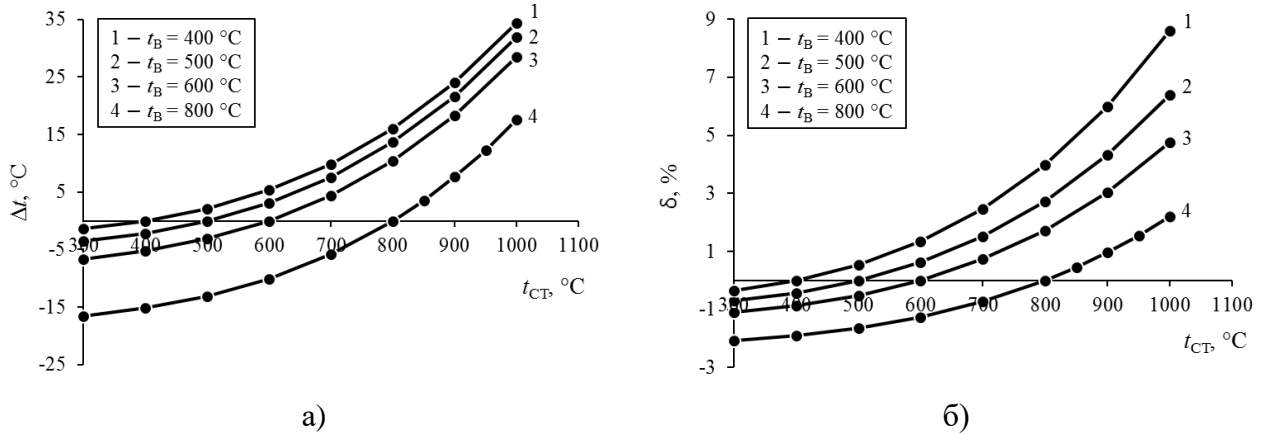 35
25
15
5
-5
-15
-25
Δt, °C
1 – tВ = 400 °C
2 – tВ = 500 °C
3 – tВ = 600 °C
4 – tВ = 800 °C
1
2
3
4
300 400 500 600 700 800 900 1000 1100
tСТ, °C
а)
9
7
5
3
1
-1
-3
δ, %
1 – tВ = 400 °C
2 – tВ = 500 °C
3 – tВ = 600 °C
4 – tВ = 800 °C
1
2
3
4
300 400 500 600 700 800 900 1000 1100
tСТ, °C
б)